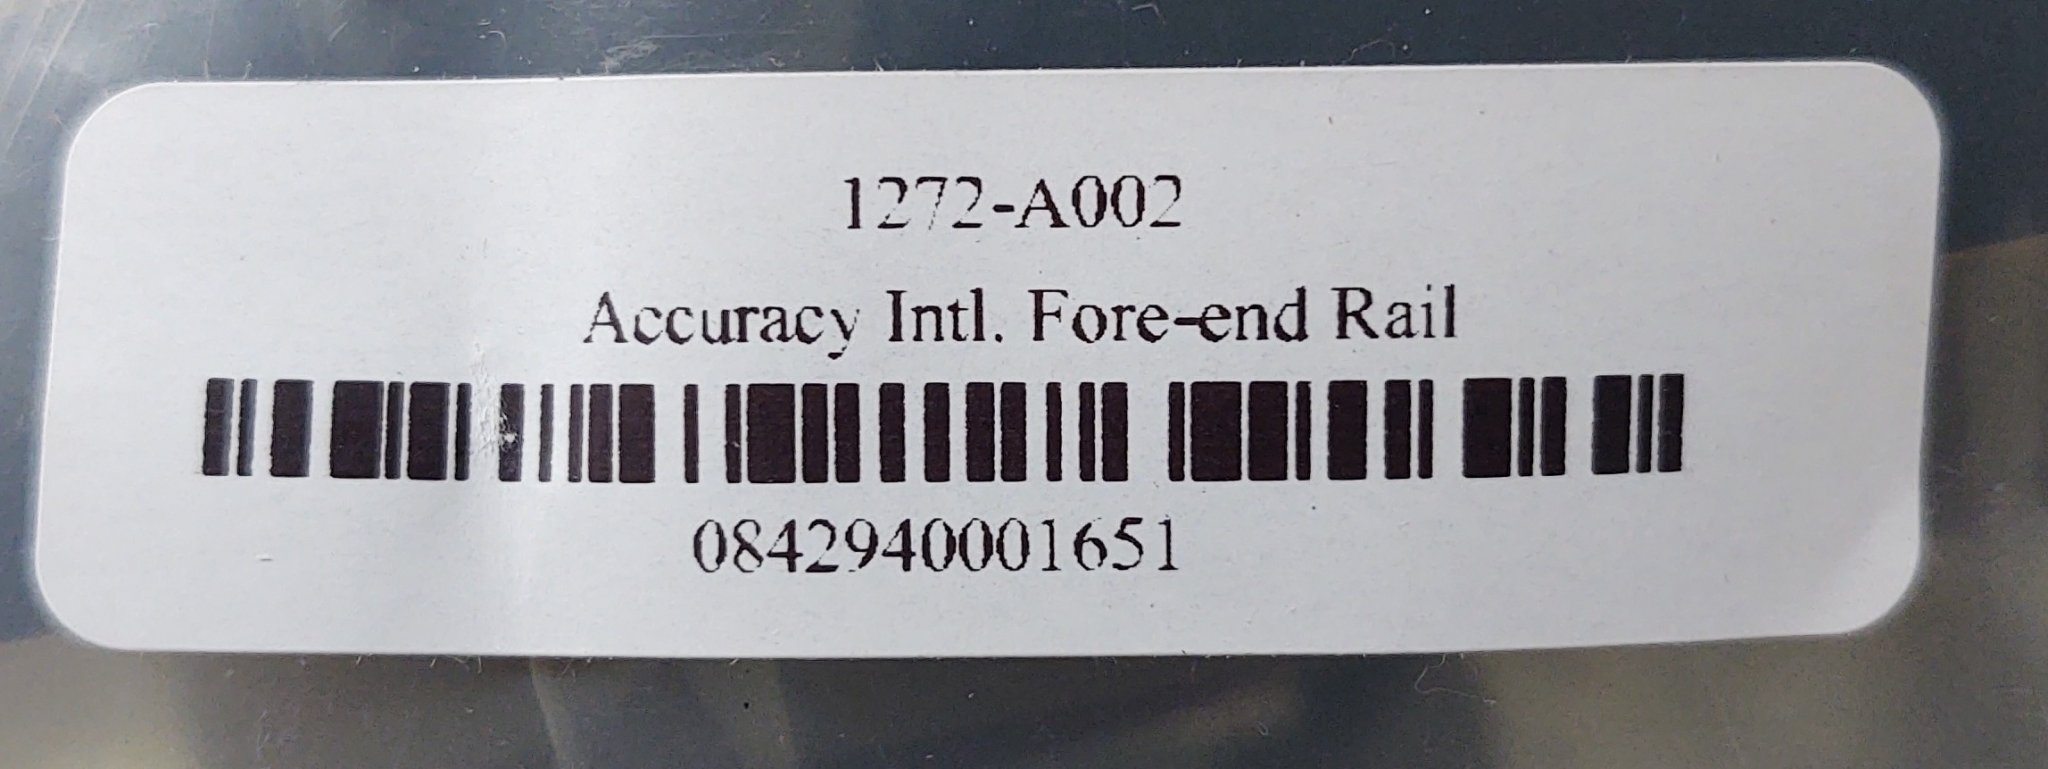 1272-A002
Accuracy Intl. Fore-end Rail
0842940001651